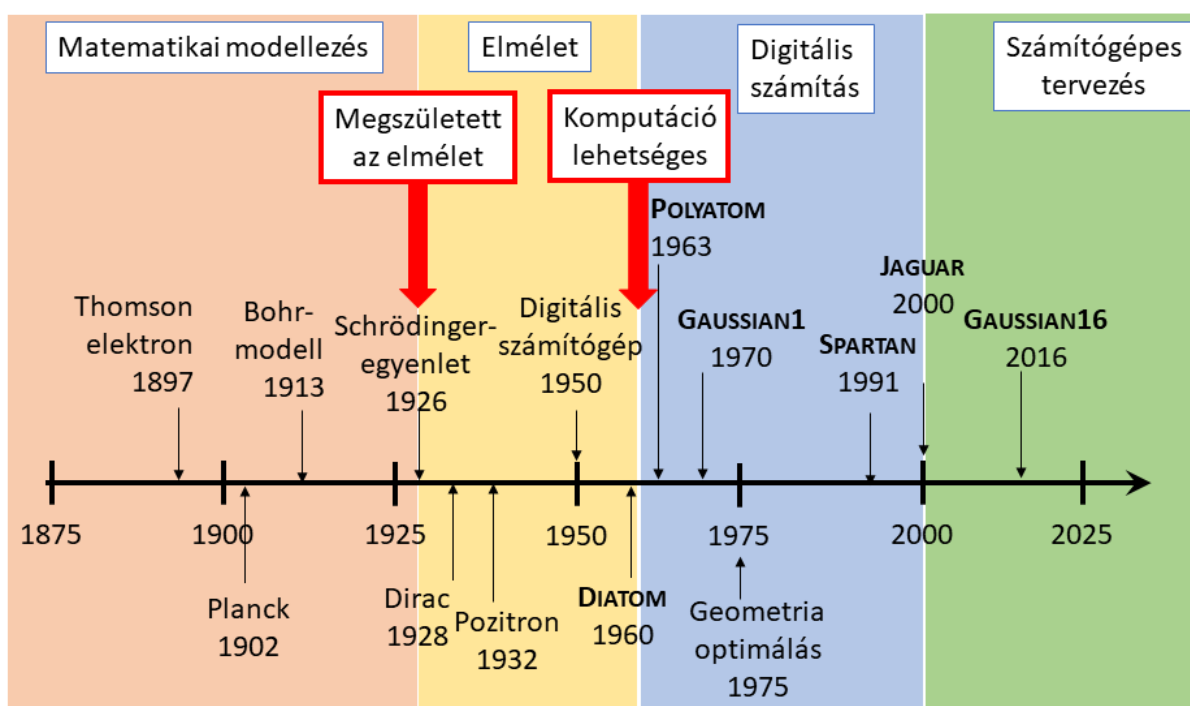 Matematikai modellezés
Elmélet
Digitális
számítás
Számítógépes
tervezés
Megszületett
az elmélet
Komputáció
lehetséges
POLYATOM
1963
JAGUAR
2000
Thomson
elektron
1897
Bohr-
modell
1913
Schrödinger-
egyenlet
1926
Digitális
számítógép
1950
GAUSSIAN1
1970
SPARTAN
1991
GAUSSIAN16
2016
1875
1900
1925
1950
1975
2000
2025
Planck
1902
Dirac
1928
Pozitron
1932
DIATOM
1960
Geometria
optimálás
1975